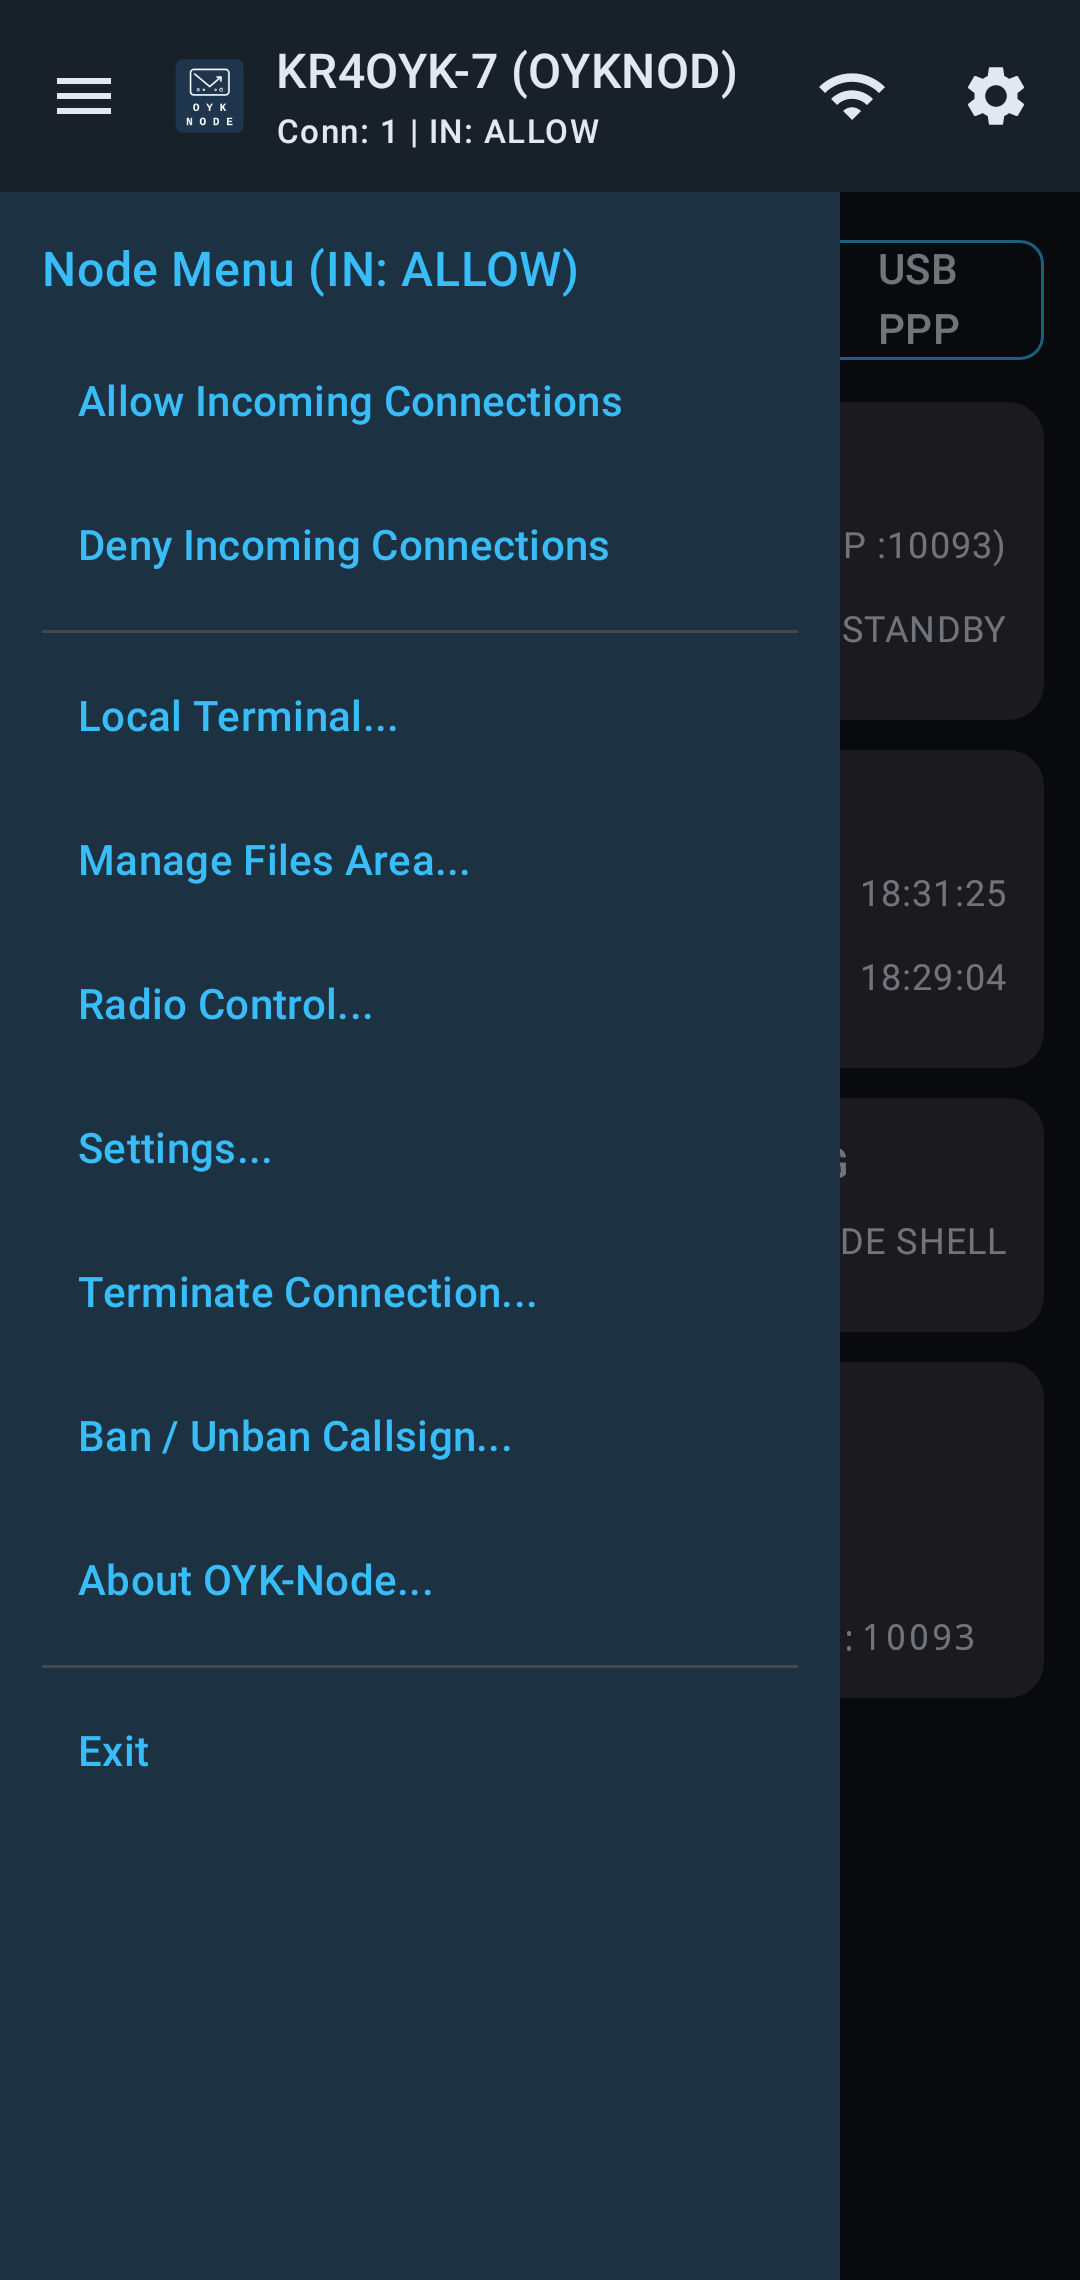 KR4OYK-7 (OYKNOD)
Conn: 1 | IN: ALLOW
O Y K
N O D E
Node Menu (IN: ALLOW)
USB
PPP
Allow Incoming Connections
Deny Incoming Connections
P :10093)
STANDBY
Local Terminal...
Manage Files Area...
18:31:25
18:29:04
Radio Control...
Settings...
DE SHELL
Terminate Connection...
Ban / Unban Callsign...
About OYK-Node...
:10093
Exit